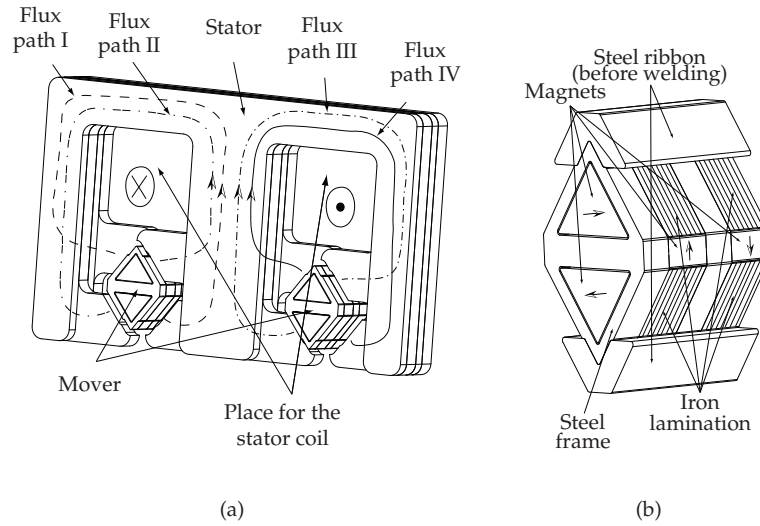 Flux
path I
Flux
path II
Stator
Flux
path III
Flux
path IV
Mover
Place for the
stator coil
(a)
Steel ribbon
(before welding)
Magnets
Steel
frame
Iron
lamination
(b)